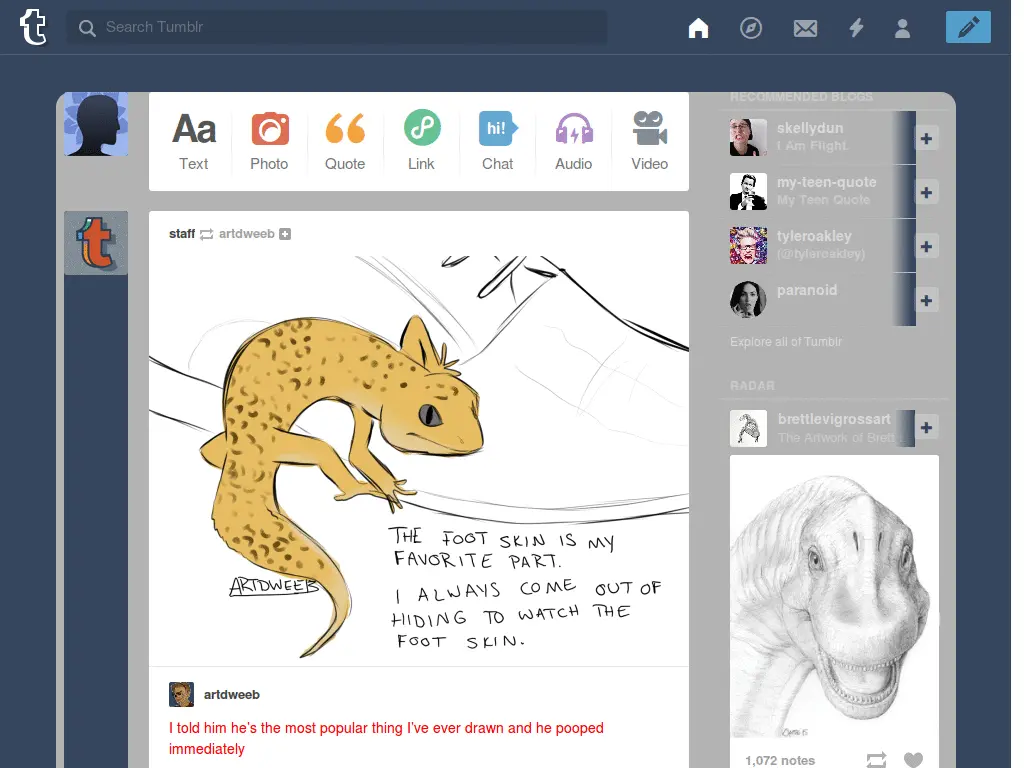 Search Tumblr
Aa
Text
Photo
Quote
Link
hi!
Chat
Audio
Video
staff artdweeb
THE FOOT SKIN IS MY
FAVORITE PART.
I ALWAYS COME OUT OF
HIDING TO WATCH THE
FOOT SKIN.
ARTDWEEB
artdweeb
I told him he's the most popular thing I've ever drawn and he pooped
immediately
RECOMMENDED BLOGS
skellydun
I Am Flight.
my-teen-quote
My Teen Quote
tyleroakley
(@tyleroakley)
paranoid
Explore all of Tumblr
RADAR
brettlevigrossart
The Artwork of Brett
1,072 notes